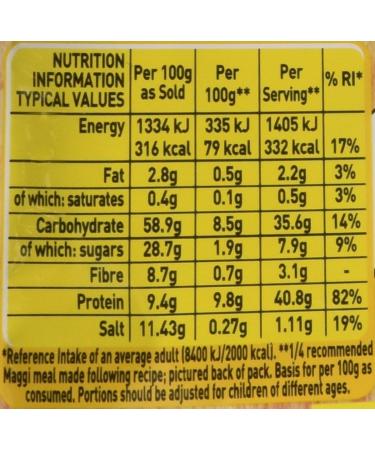 NUTRITION INFORMATION TYPICAL VALUES Per 100g as Sold Per 100g** Per Serving** % RI*
Energy 1334 kJ 335 kJ 1405 kJ
316 kcal 79 kcal 332 kcal 17%
Fat 2.8g 0.5g 2.2g 3%
of which: saturates 0.4g 0.1g 0.5g 3%
Carbohydrate 58.9g 8.5g 35.6g 14%
of which: sugars 28.7g 1.9g 7.9g 9%
Fibre 8.7g 0.7g 3.1g -
Protein 9.4g 9.8g 40.8g 82%
Salt 11.43g 0.27g 1.11g 19%
*Reference Intake of an average adult (8400 kJ/2000 kcal). **1/4 recommended
Maggi meal made following recipe; pictured back of pack. Basis for per 100g as
consumed. Portions should be adjusted for children of different ages.